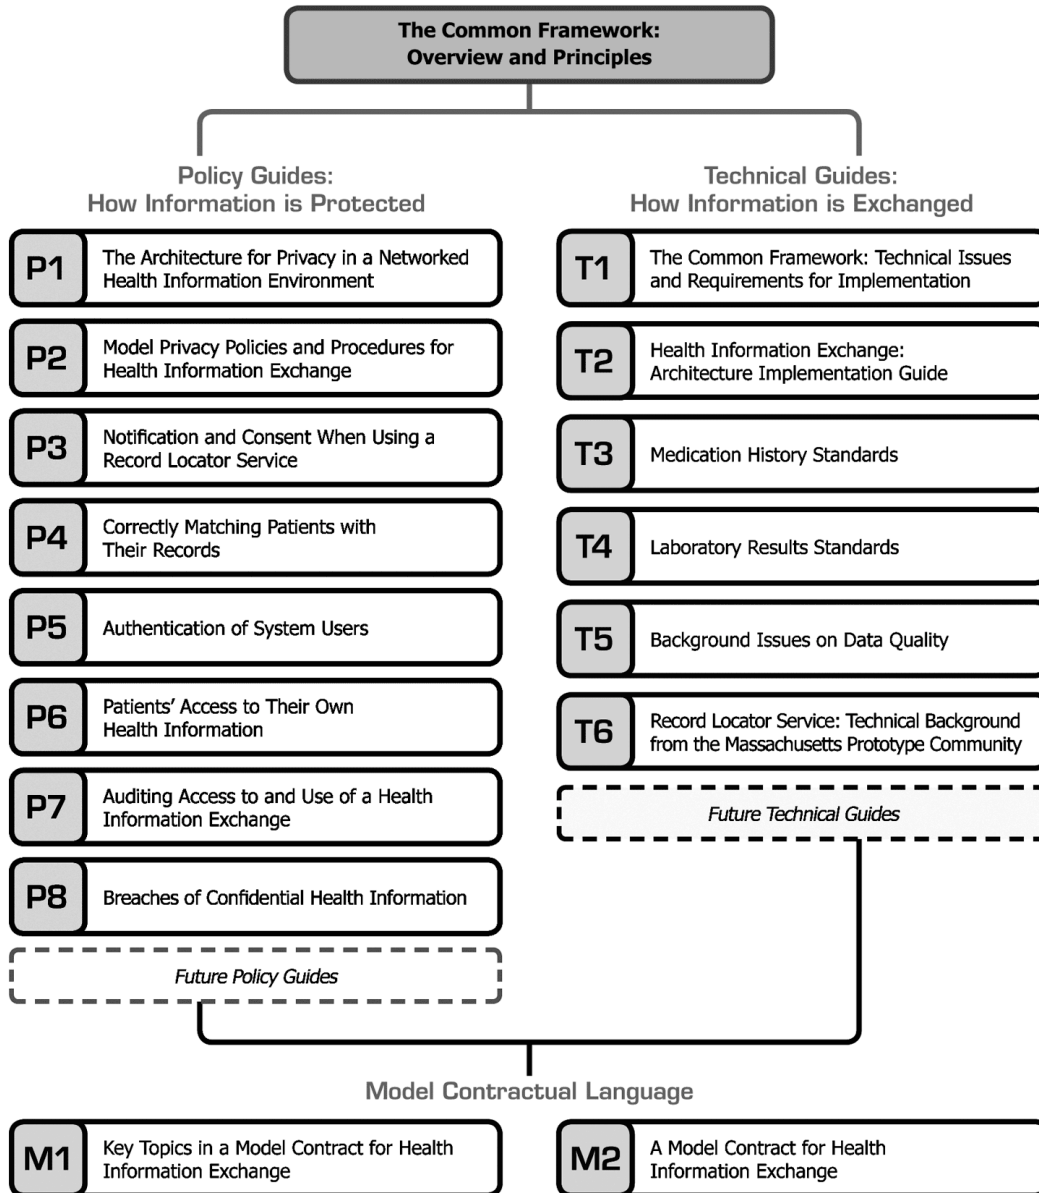 The Common Framework:
Overview and Principles
Policy Guides:
How Information is Protected
P1
The Architecture for Privacy in a Networked
Health Information Environment
P2
Model Privacy Policies and Procedures for
Health Information Exchange
P3
Notification and Consent When Using a
Record Locator Service
P4
Correctly Matching Patients with
Their Records
P5
Authentication of System Users
P6
Patients’ Access to Their Own
Health Information
P7
Auditing Access to and Use of a Health
Information Exchange
P8
Breaches of Confidential Health Information
Future Policy Guides
Technical Guides:
How Information is Exchanged
T1
The Common Framework: Technical Issues
and Requirements for Implementation
T2
Health Information Exchange:
Architecture Implementation Guide
T3
Medication History Standards
T4
Laboratory Results Standards
T5
Background Issues on Data Quality
T6
Record Locator Service: Technical Background
from the Massachusetts Prototype Community
Future Technical Guides
Model Contractual Language
M1
Key Topics in a Model Contract for Health
Information Exchange
M2
A Model Contract for Health
Information Exchange